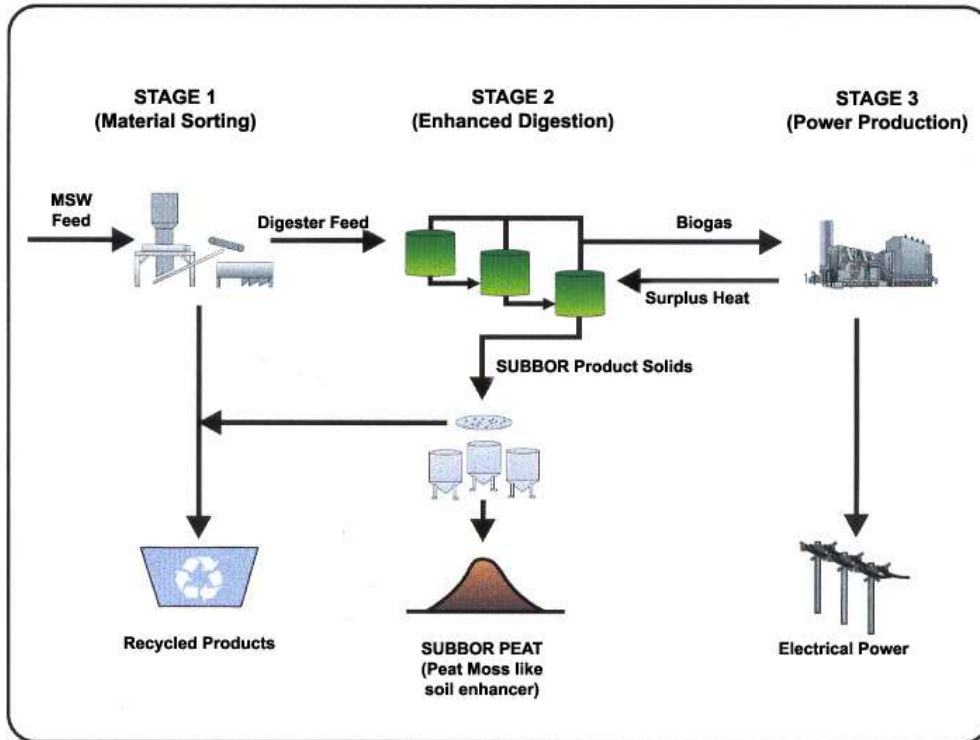 STAGE 1
(Material Sorting)
STAGE 2
(Enhanced Digestion)
STAGE 3
(Power Production)
MSW
Feed
Digester Feed
Biogas
Surplus Heat
SUBBOR Product Solids
Recycled Products
SUBBOR PEAT
(Peat Moss like
soil enhancer)
Electrical Power